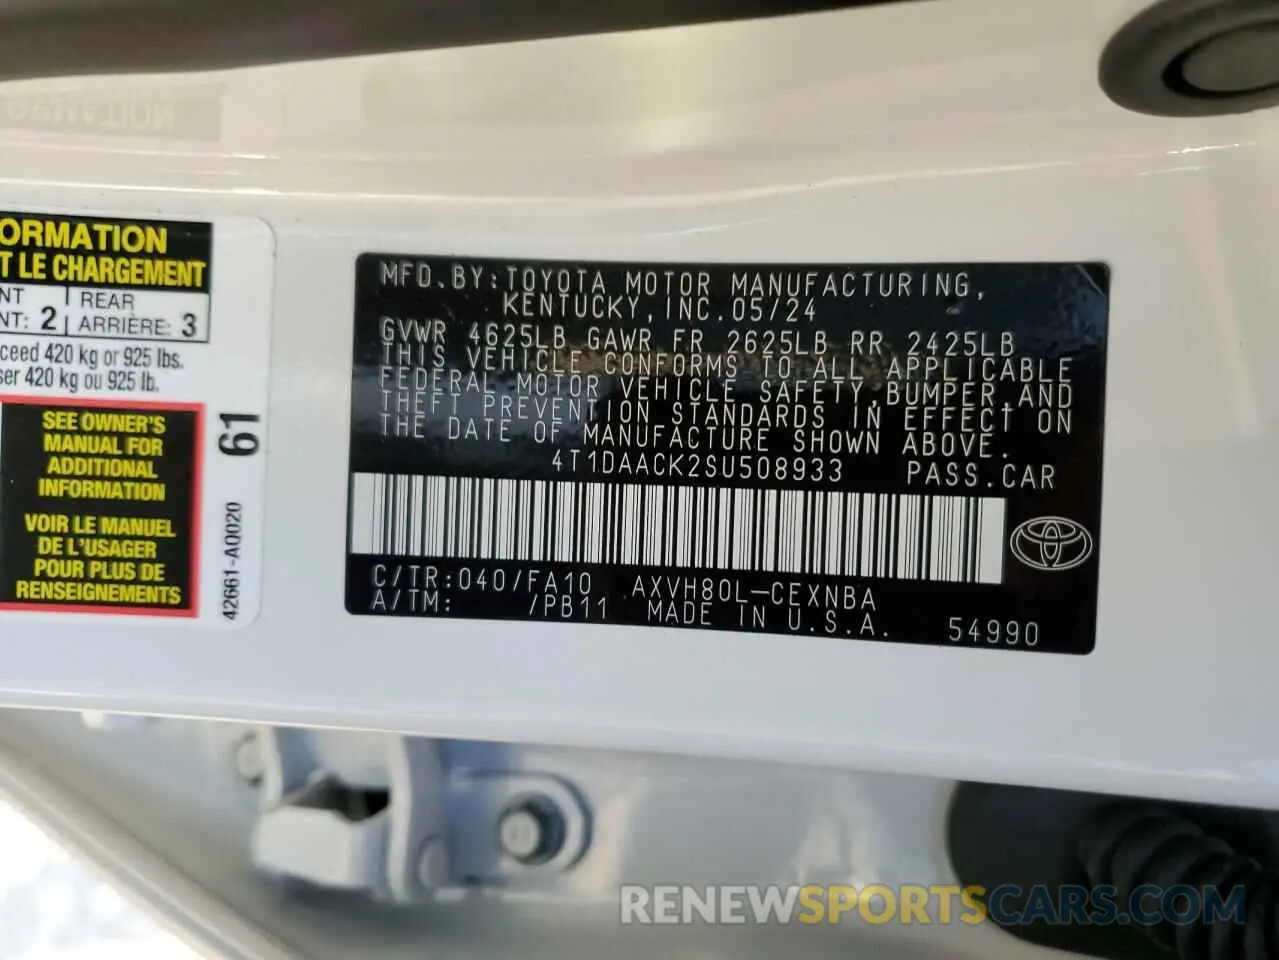 ORMATION
T LE CHARGEMENT
NT 2 REAR
NT: ARRIÈRE: 3
ceed 420 kg or 925 lbs.
ser 420 kg ou 925 lb.
SEE OWNER'S
MANUAL FOR
ADDITIONAL
INFORMATION
VOIR LE MANUEL
DE L'USAGER
POUR PLUS DE
RENSEIGNEMENTS
61
42661-A0020
MFD.BY:TOYOTA MOTOR MANUFACTURING,
KENTUCKY,INC.05/24
GVWR 4625LB GAWR FR 2625LB RR 2425LB
THIS VEHICLE CONFORMS TO ALL APPLICABLE
FEDERAL MOTOR VEHICLE SAFETY,BUMPER,AND
THEFT PREVENTION STANDARDS IN EFFECT ON
THE DATE OF MANUFACTURE SHOWN ABOVE.
4T1DAACK2SU508933 PASS.CAR
C/TR:040/FA10 AXVH80L-CEXNBA
A/TM: /PB11 MADE IN U.S.A. 54990
RENEWSPORTSCARS.COM